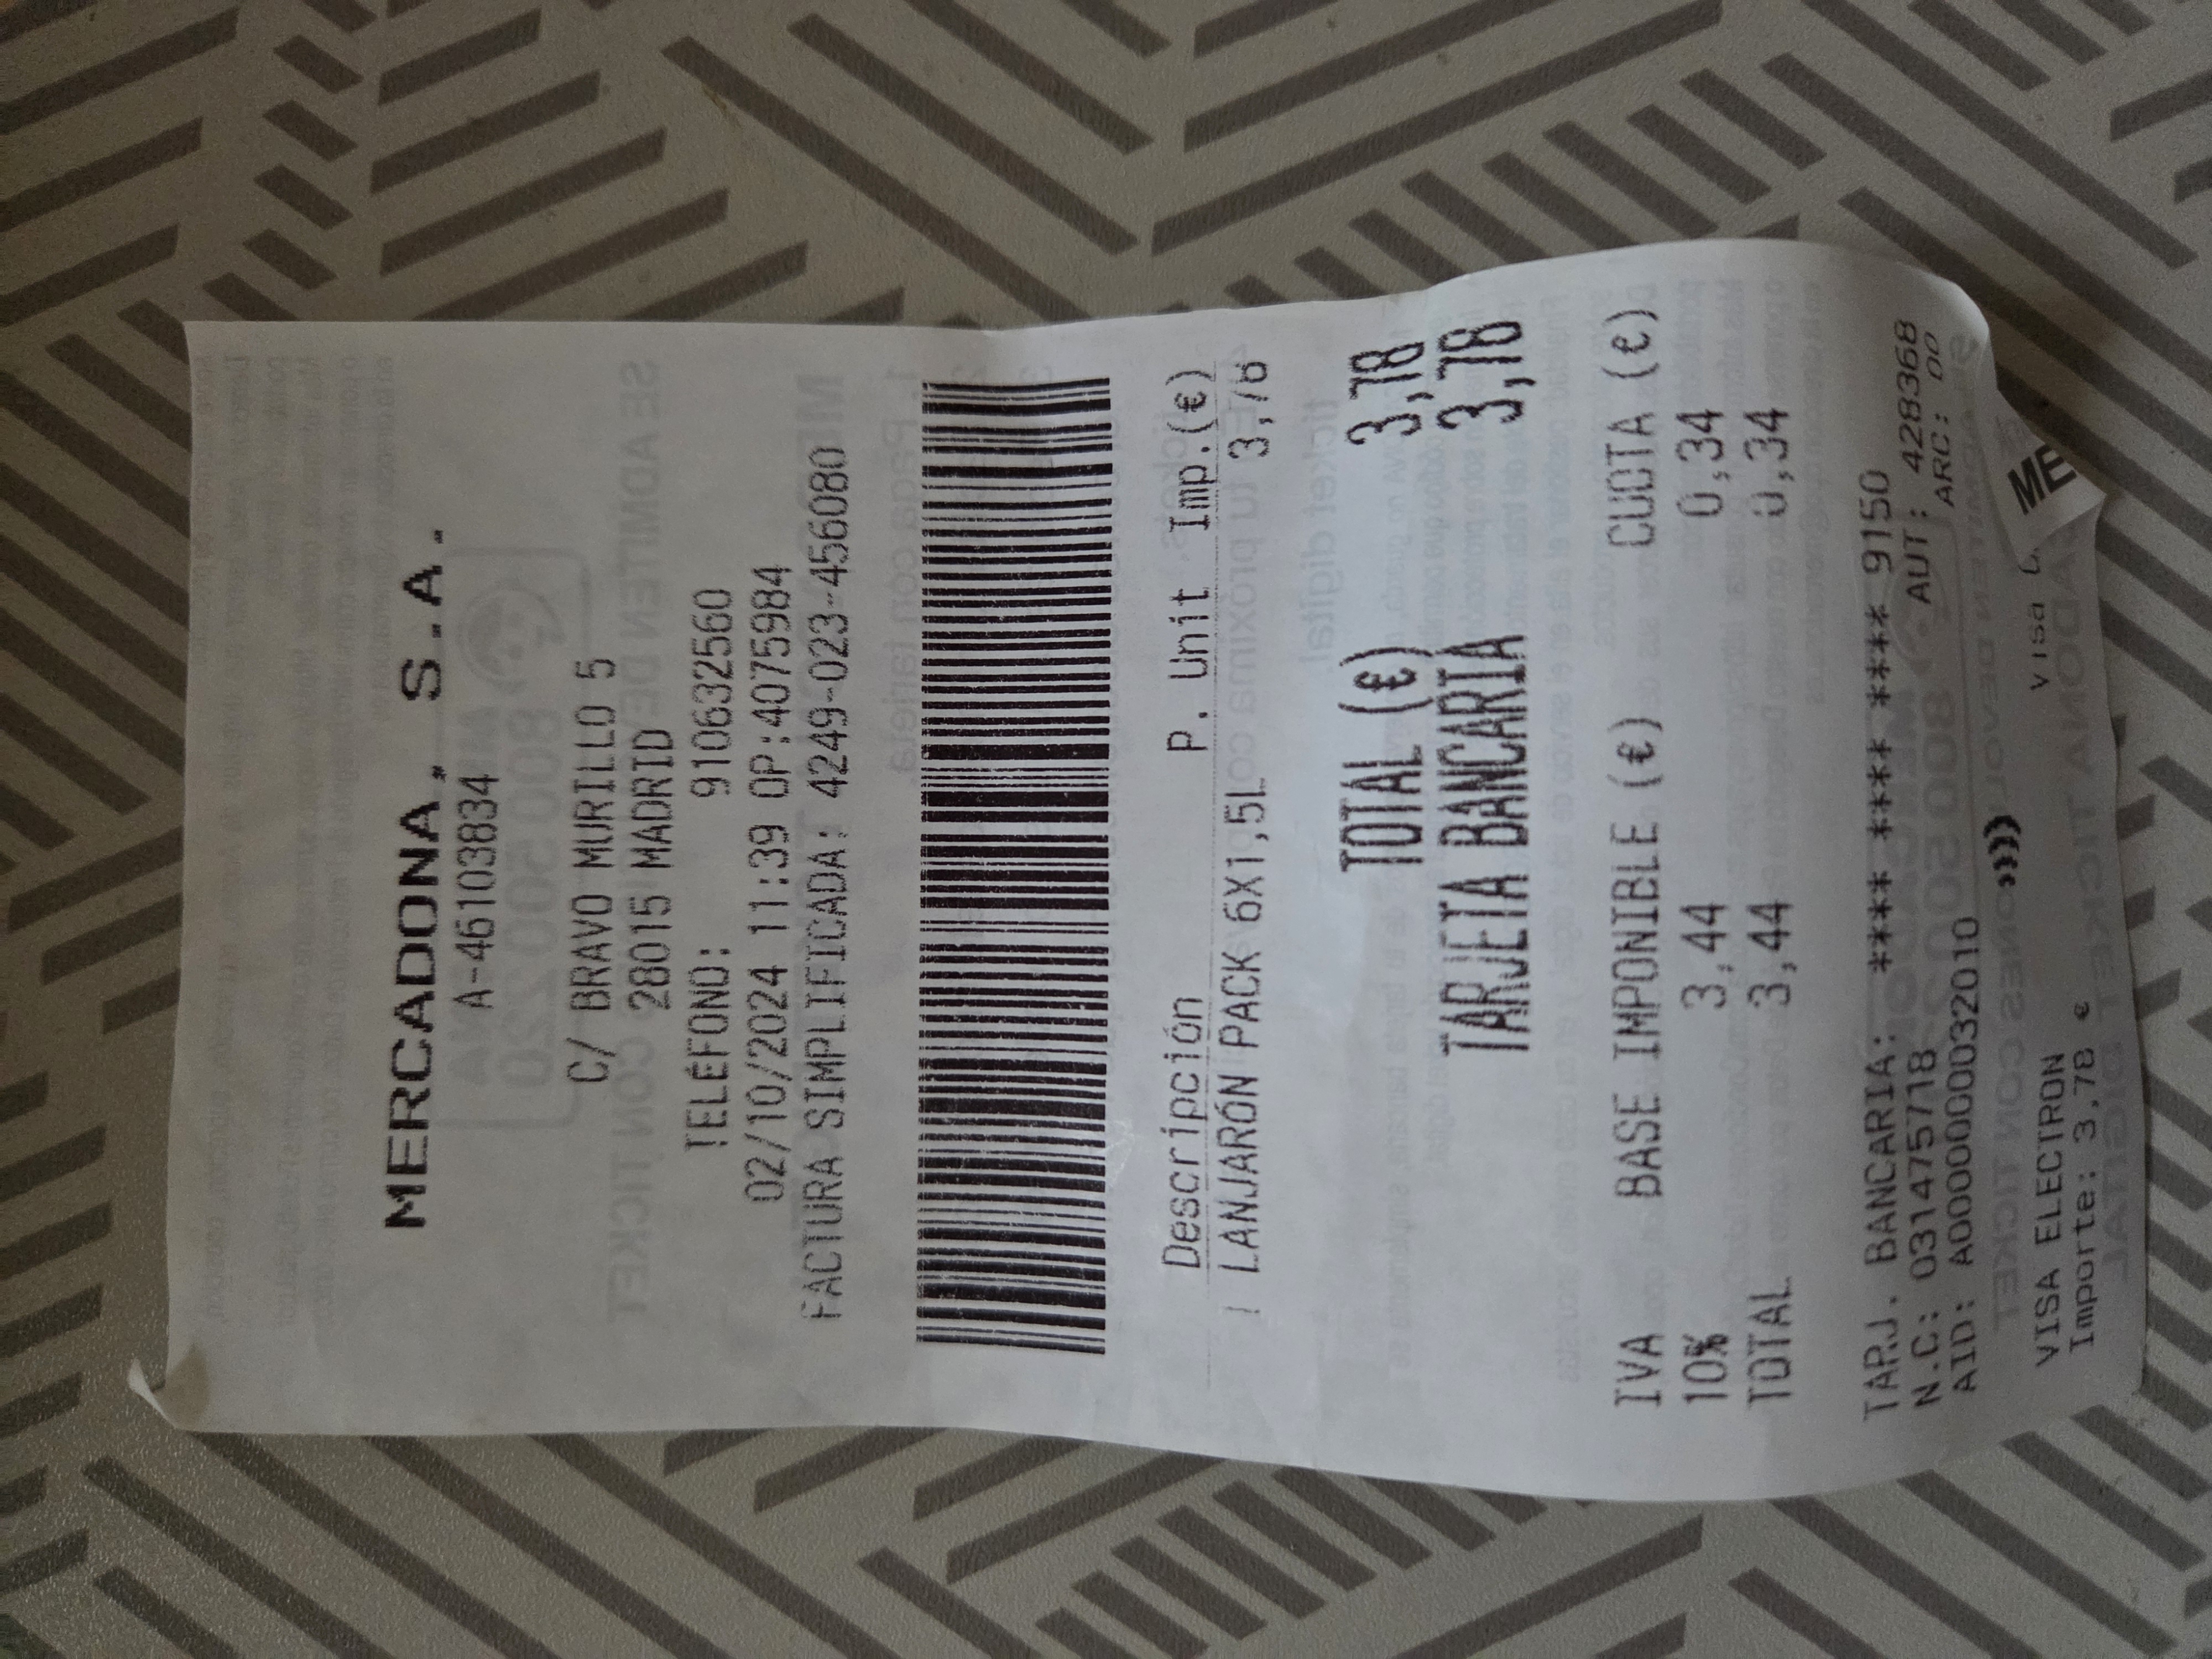 MERCADONA, S.A.
A-46103834
C/ BRAVO MURILLO 5
28015 MADRID
TELÉFONO: 910632560
02/10/2024 11:39 OP:4075984
FACTURA SIMPLIFICADA: 4249-023-456080
Descripción P. Unit Imp.(€)
1 LANJARÓN PACK 6X1,5L 3,78
TOTAL (€) 3,78
TARJETA BANCARIA 3,78
IVA BASE IMPONIBLE (€) CUOTA (€)
10% 3,44 0,34
TOTAL 3,44 0,34
TARJ. BANCARIA: **** **** **** 9150
N.C: 031475718 AUT: 428368
AID: A0000000032010 ARC: 00
VISA ELECTRON Visa
Importe: 3,78 €
ME